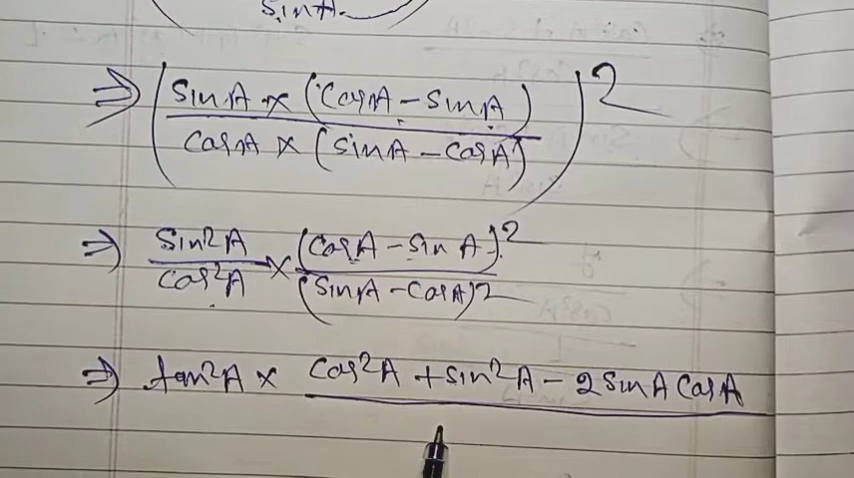 SinA
⇒ (SinA × (CosA − SinA) / CosA × (SinA − CosA))²
⇒ Sin²A / Cos²A × (CosA − Sin A)² / (SinA − CosA)²
⇒ tan²A × Cos²A + Sin²A − 2 SinA CosA